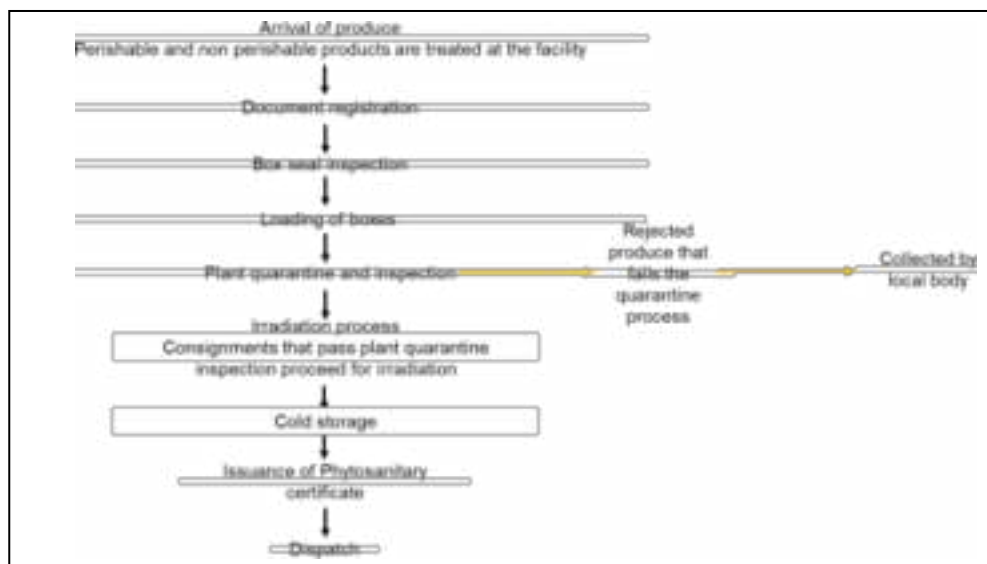 Arrival of produce
Perishable and non perishable products are treated at the facility
Document registration
Box seal inspection
Loading of boxes
Plant quarantine and inspection
Rejected
produce that
fails the
quarantine
process
Collected by
local body
Irradiation process
Consignments that pass plant quarantine
inspection proceed for irradiation
Cold storage
Issuance of Phytosanitary
certificate
Dispatch